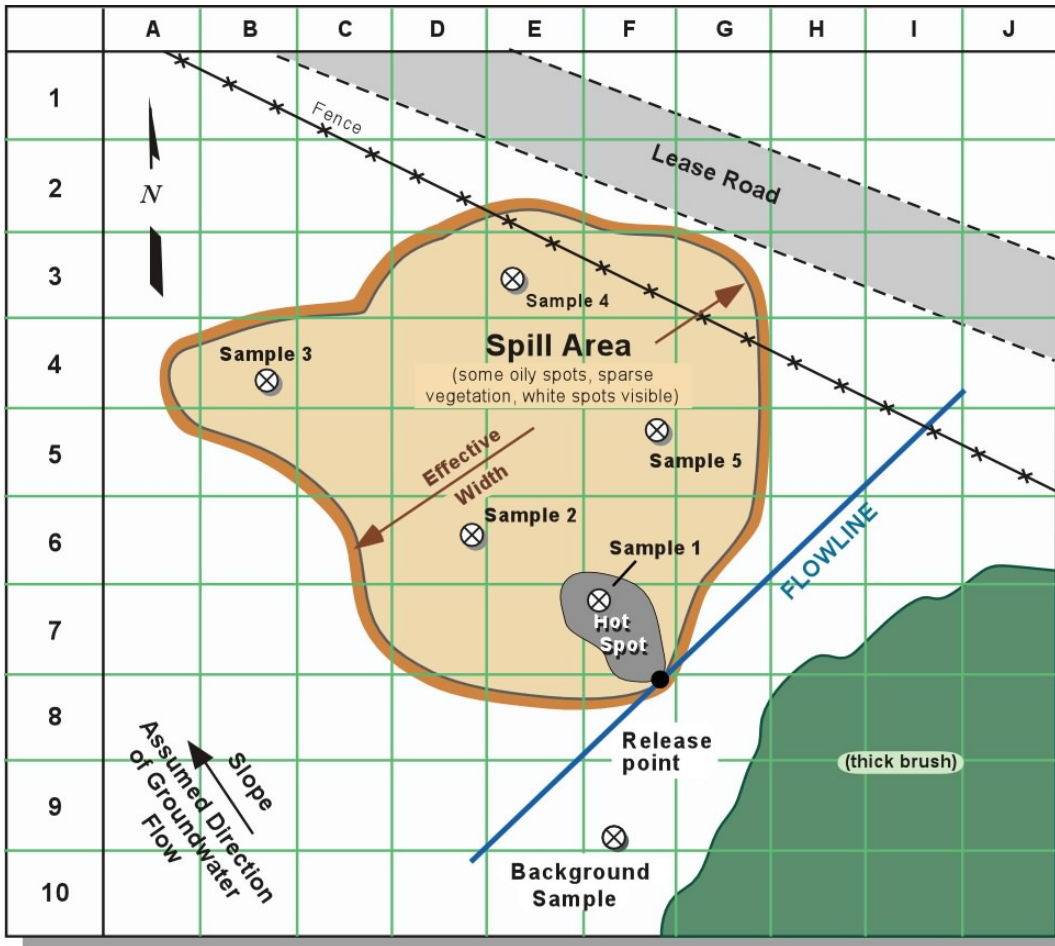 A B C D E F G H I J
1
2
3
4
5
6
7
8
9
10
N
Fence
Lease Road
Sample 4
Spill Area
(some oily spots, sparse
vegetation, white spots visible)
Sample 3
Sample 5
Effective
Width
Sample 2
Sample 1
Hot
Spot
FLOWLINE
Release
point
(thick brush)
Slope
Assumed Direction
of Groundwater
Flow
Background
Sample